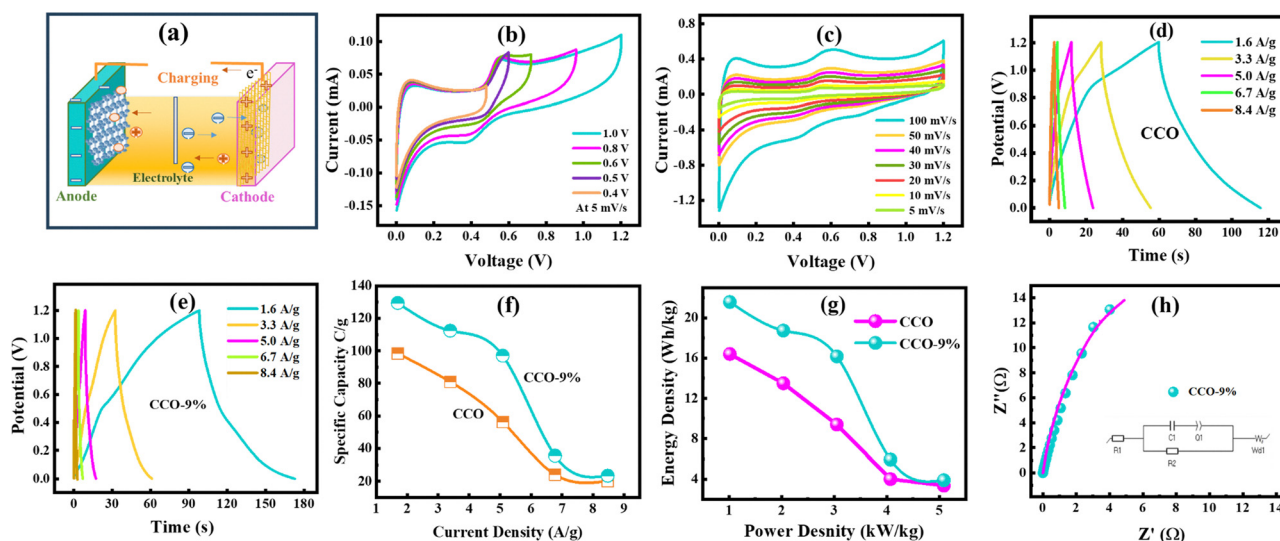 (a)
Charging
e⁻
Electrolyte
Anode
Cathode
(b)
Current (mA)
0.10
0.05
0.00
-0.05
-0.10
-0.15
1.0 V
0.8 V
0.6 V
0.5 V
0.4 V
At 5 mV/s
0.0 0.2 0.4 0.6 0.8 1.0 1.2
Voltage (V)
(c)
Current (mA)
0.8
0.4
0.0
-0.4
-0.8
-1.2
100 mV/s
50 mV/s
40 mV/s
30 mV/s
20 mV/s
10 mV/s
5 mV/s
0.0 0.4 0.8 1.2
Voltage (V)
(d)
Potential (V)
1.2
1.0
0.8
0.6
0.4
0.2
0.0
1.6 A/g
3.3 A/g
5.0 A/g
6.7 A/g
8.4 A/g
CCO
0 20 40 60 80 100 120
Time (s)
(e)
Potential (V)
1.2
0.8
0.4
0.0
1.6 A/g
3.3 A/g
5.0 A/g
6.7 A/g
8.4 A/g
CCO-9%
0 30 60 90 120 150 180
Time (s)
(f)
Specific Capacity C/g
140
120
100
80
60
40
20
0
CCO-9%
CCO
1 2 3 4 5 6 7 8 9
Current Density (A/g)
(g)
Energy Density (Wh/kg)
20
16
12
8
4
CCO
CCO-9%
1 2 3 4 5
Power Desnity (kW/kg)
(h)
Z''(Ω)
14
12
10
8
6
4
2
0
CCO-9%
R1
C1
Q1
R2
W
Wd1
0 2 4 6 8 10 12 14
Z' (Ω)